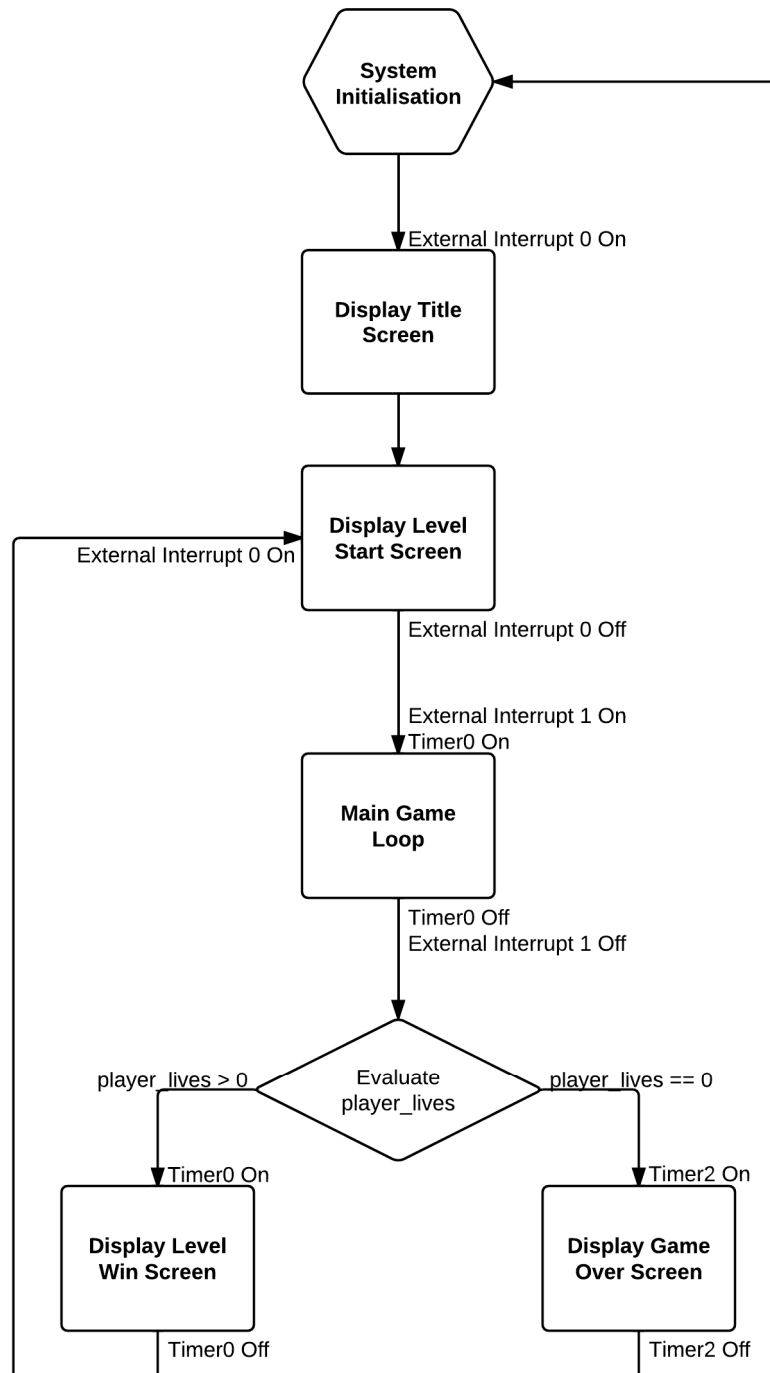 System
Initialisation
External Interrupt 0 On
Display Title
Screen
Display Level
Start Screen
External Interrupt 0 On
External Interrupt 0 Off
External Interrupt 1 On
Timer0 On
Main Game
Loop
Timer0 Off
External Interrupt 1 Off
Evaluate
player_lives
player_lives > 0
player_lives == 0
Timer0 On
Timer2 On
Display Level
Win Screen
Display Game
Over Screen
Timer0 Off
Timer2 Off